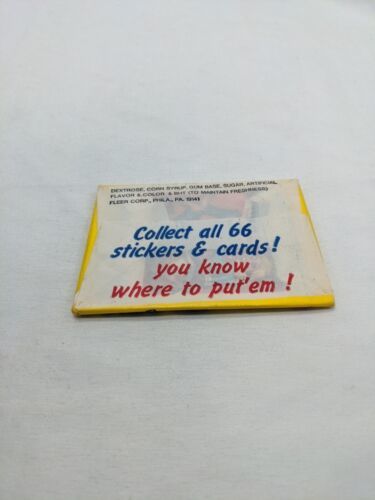 DEXTROSE, CORN SYRUP, GUM BASE, SUGAR, ARTIFICIAL
FLAVOR & COLOR, & BHT (TO MAINTAIN FRESHNESS)
FLEER CORP., PHILA., PA. 19141
Collect all 66
stickers & cards!
you know
where to put'em!!